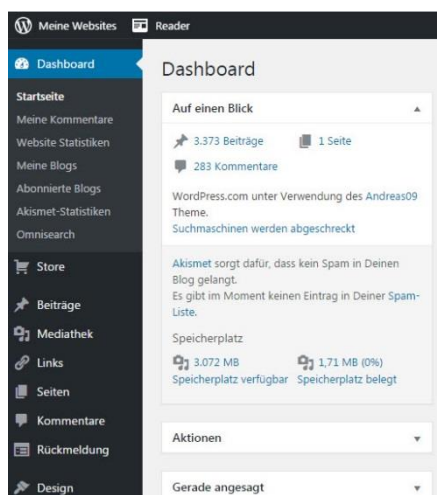 Meine Websites
Reader
Dashboard
Startseite
Meine Kommentare
Website Statistiken
Meine Blogs
Abonnierte Blogs
Akismet-Statistiken
Omnisearch
Store
Beiträge
Mediathek
Links
Seiten
Kommentare
Rückmeldung
Design
Dashboard
Auf einen Blick
3.373 Beiträge
1 Seite
283 Kommentare
WordPress.com unter Verwendung des Andreas09
Theme.
Suchmaschinen werden abgeschreckt
Akismet sorgt dafür, dass kein Spam in Deinen
Blog gelangt.
Es gibt im Moment keinen Eintrag in Deiner Spam-
Liste.
Speicherplatz
3.072 MB
Speicherplatz verfügbar
1,71 MB (0%)
Speicherplatz belegt
Aktionen
Gerade angesagt